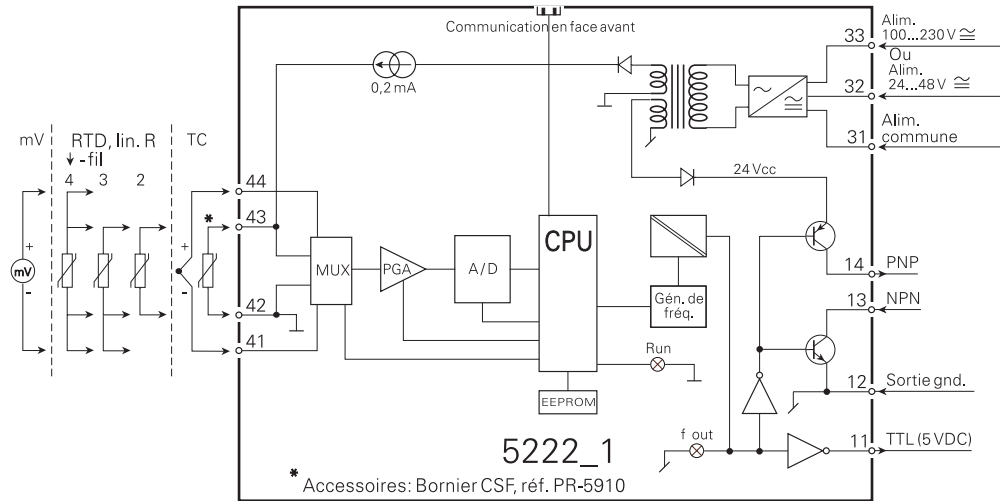 Communication en face avant
33
Alim.
100...230 V ≅
Ou
Alim.
24...48 V ≅
32
Alim.
commune
31
0,2 mA
mV
RTD, lin. R
TC
-fil
4
3
2
44
43
42
41
*
+
-
mV
+
-
MUX
PGA
A/D
CPU
24 Vcc
Gén. de
fréq.
Run
EEPROM
14
PNP
13
NPN
12
Sortie gnd.
11
TTL (5 VDC)
f out
5222_1
* Accessoires: Bornier CSF, réf. PR-5910